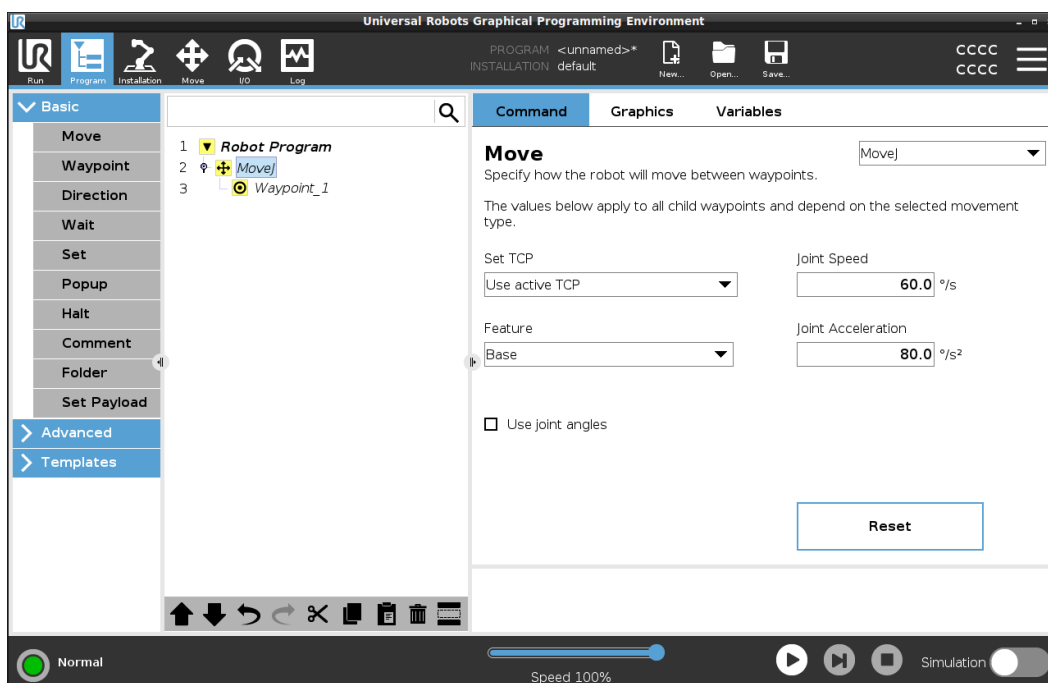 Universal Robots Graphical Programming Environment
UR
Run
Program
Installation
Move
I/O
Log
PROGRAM <unnamed>*
INSTALLATION default
New...
Open...
Save...
CCCC
CCCC
Basic
Move
Waypoint
Direction
Wait
Set
Popup
Halt
Comment
Folder
Set Payload
Advanced
Templates
1 Robot Program
2 MoveJ
3 Waypoint_1
Command Graphics Variables
Move
MoveJ
Specify how the robot will move between waypoints.
The values below apply to all child waypoints and depend on the selected movement
type.
Set TCP
Use active TCP
Joint Speed
60.0 °/s
Feature
Base
Joint Acceleration
80.0 °/s²
Use joint angles
Reset
Normal
Speed 100%
Simulation